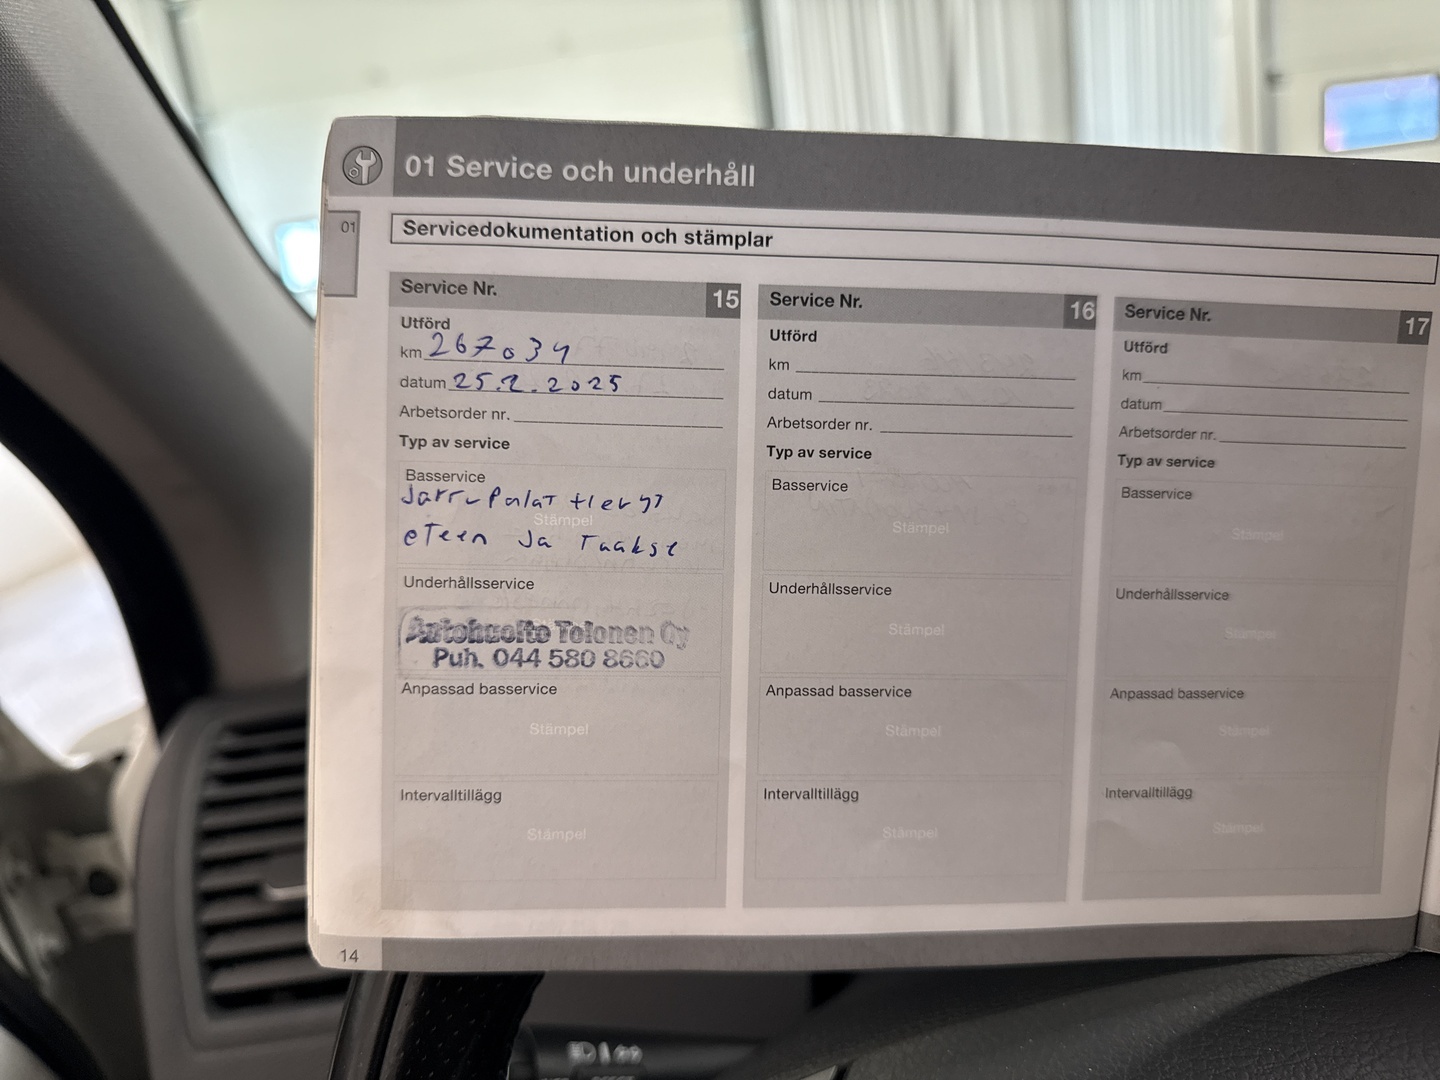 01 Service och underhåll
01
Servicedokumentation och stämplar
Service Nr. 15
Utförd
km 267034
datum 25.2.2025
Arbetsorder nr.
Typ av service
Basservice
Jarrupalat +levyt
Stämpel
eteen ja taakse
Underhållsservice
Autohuolto Tolonen Oy
Puh. 044 580 8660
Anpassad basservice
Stämpel
Intervalltillägg
Stämpel
Service Nr. 16
Utförd
km
datum
Arbetsorder nr.
Typ av service
Basservice
Stämpel
Underhållsservice
Stämpel
Anpassad basservice
Stämpel
Intervalltillägg
Stämpel
Service Nr. 17
Utförd
km
datum
Arbetsorder nr.
Typ av service
Basservice
Stämpel
Underhållsservice
Stämpel
Anpassad basservice
Stämpel
Intervalltillägg
Stämpel
14